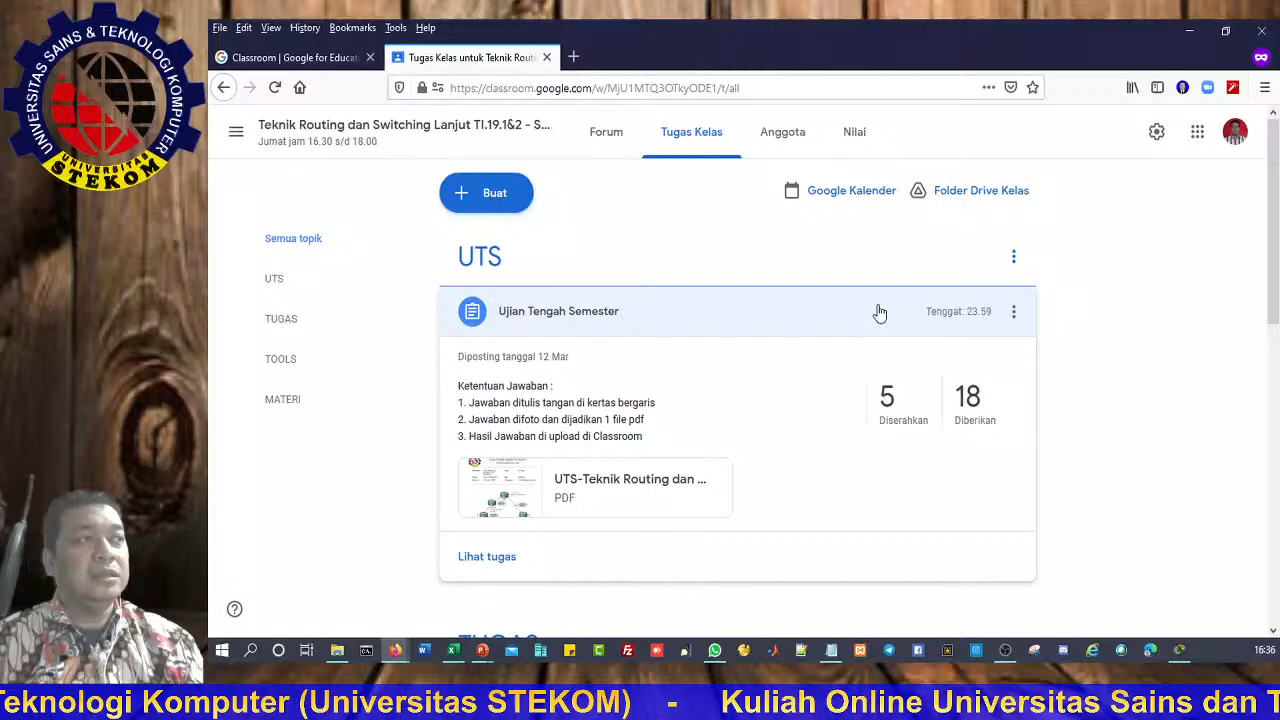 UNIVERSITAS SAINS & TEKNOLOGI KOMPUTER
UNIVERSITAS
STEKOM
File Edit View History Bookmarks Tools Help
Classroom | Google for Educat
Tugas Kelas untuk Teknik Routi
https://classroom.google.com/w/MjU1MTQ3OTkyODE1/t/all
Teknik Routing dan Switching Lanjut TI.19.1&2 - S...
Jumat jam 16.30 s/d 18.00
Forum
Tugas Kelas
Anggota
Nilai
Buat
Google Kalender
Folder Drive Kelas
Semua topik
UTS
TUGAS
TOOLS
MATERI
UTS
Ujian Tengah Semester
Tenggat: 23.59
Diposting tanggal 12 Mar
Ketentuan Jawaban :
1. Jawaban ditulis tangan di kertas bergaris
2. Jawaban difoto dan dijadikan 1 file pdf
3. Hasil Jawaban di upload di Classroom
5
Diserahkan
18
Diberikan
UTS-Teknik Routing dan ...
PDF
Lihat tugas
TUGAS
16:36
Teknologi Komputer (Universitas STEKOM) - Kuliah Online Universitas Sains dan T